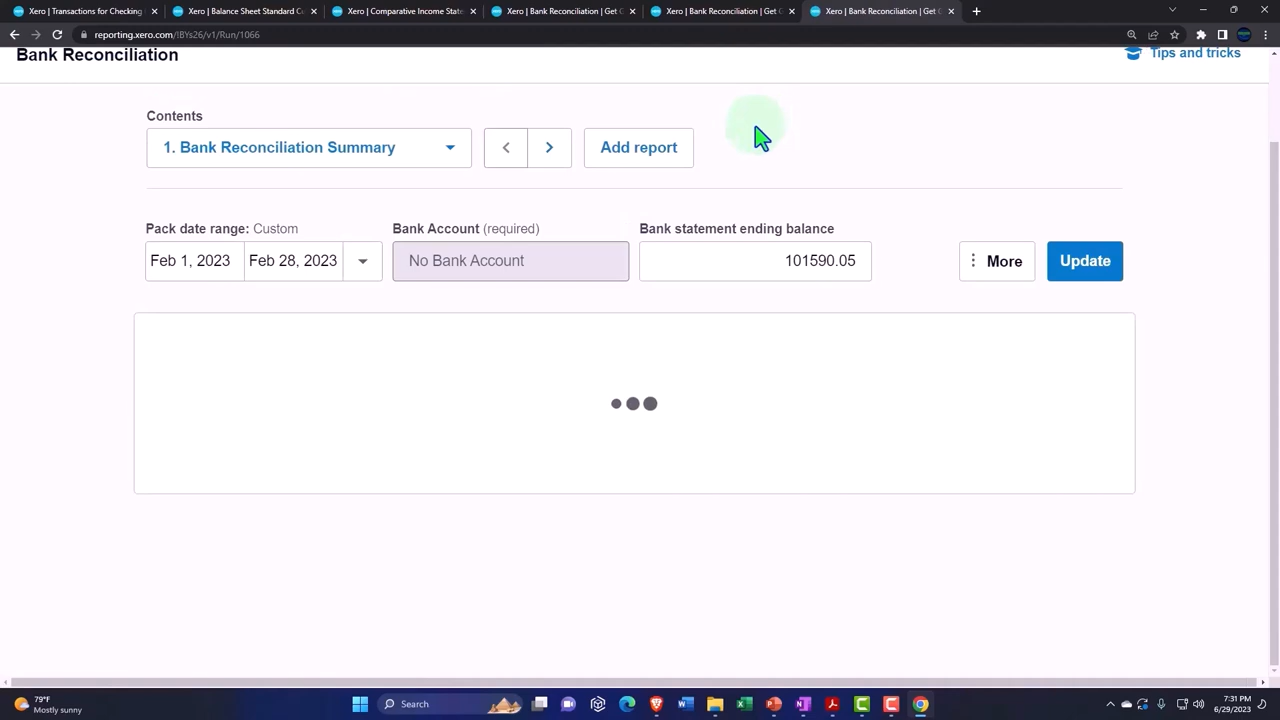 Xero | Transactions for Checking
Xero | Balance Sheet Standard Cu
Xero | Comparative Income State
Xero | Bank Reconciliation | Get C
Xero | Bank Reconciliation | Get C
Xero | Bank Reconciliation | Get C
reporting.xero.com/!BYs26/v1/Run/1066
Bank Reconciliation
Tips and tricks
Contents
1. Bank Reconciliation Summary
Add report
Pack date range: Custom
Bank Account (required)
Bank statement ending balance
Feb 1, 2023
Feb 28, 2023
No Bank Account
101590.05
More
Update
79°F
Mostly sunny
Search
7:31 PM
6/29/2023